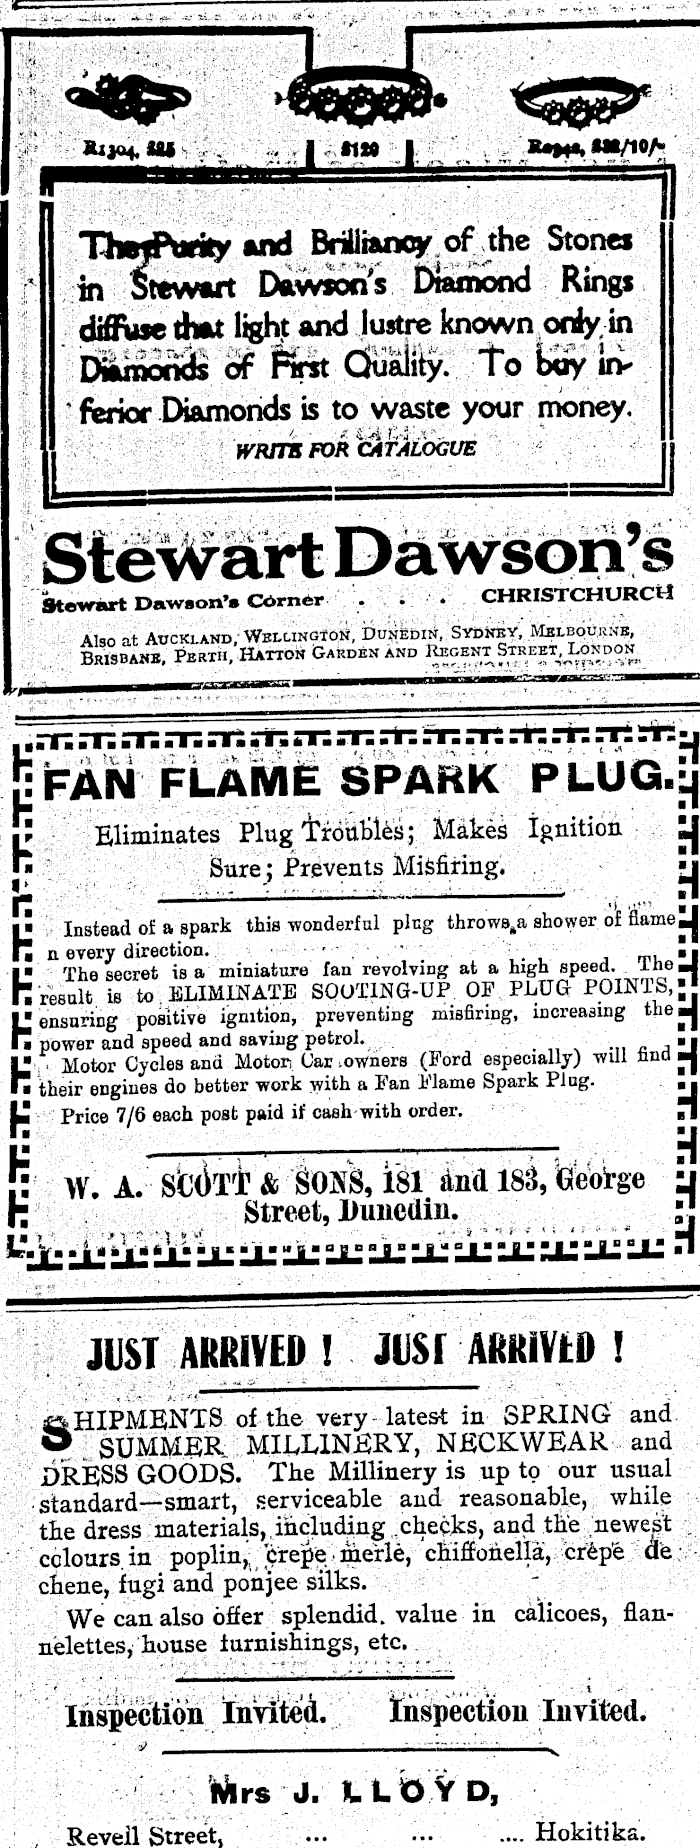 R1304, £25
£120
£32/10/-
The Purity and Brilliancy of the Stones
in Stewart Dawson's Diamond Rings
diffuse that light and lustre known only in
Diamonds of First Quality. To buy in-
ferior Diamonds is to waste your money.
WRITE FOR CATALOGUE
Stewart Dawson's
Stewart Dawson's Corner . . . CHRISTCHURCH
Also at AUCKLAND, WELLINGTON, DUNEDIN, SYDNEY, MELBOURNE,
BRISBANE, PERTH, HATTON GARDEN AND REGENT STREET, LONDON
FAN FLAME SPARK PLUG.
Eliminates Plug Troubles; Makes Ignition
Sure; Prevents Misfiring.
Instead of a spark this wonderful plug throws a shower of flame
n every direction.
The secret is a miniature fan revolving at a high speed. The
result is to ELIMINATE SOOTING-UP OF PLUG POINTS,
ensuring positive ignition, preventing misfiring, increasing the
power and speed and saving petrol.
Motor Cycles and Motor Car owners (Ford especially) will find
their engines do better work with a Fan Flame Spark Plug.
Price 7/6 each post paid if cash with order.
W. A. SCOTT & SONS, 181 and 183, George
Street, Dunedin.
JUST ARRIVED ! JUST ARRIVED !
SHIPMENTS of the very latest in SPRING and
SUMMER MILLINERY, NECKWEAR and
DRESS GOODS. The Millinery is up to our usual
standard—smart, serviceable and reasonable, while
the dress materials, including checks, and the newest
colours in poplin, crepe merle, chiffonella, crêpe de
chene, fugi and ponjee silks.
We can also offer splendid. value in calicoes, flan-
nelettes, house furnishings, etc.
Inspection Invited. Inspection Invited.
Mrs J. LLOYD,
Revell Street, ... ... .... Hokitika.